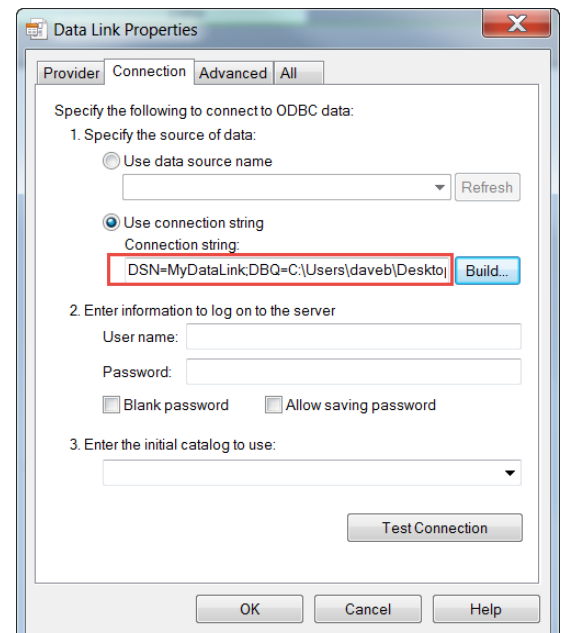 Data Link Properties
X
Provider Connection Advanced All
Specify the following to connect to ODBC data:
1. Specify the source of data:
Use data source name
Refresh
Use connection string
Connection string:
DSN=MyDataLink;DBQ=C:\Users\daveb\Desktop Build...
2. Enter information to log on to the server
User name:
Password:
Blank password Allow saving password
3. Enter the initial catalog to use:
Test Connection
OK Cancel Help